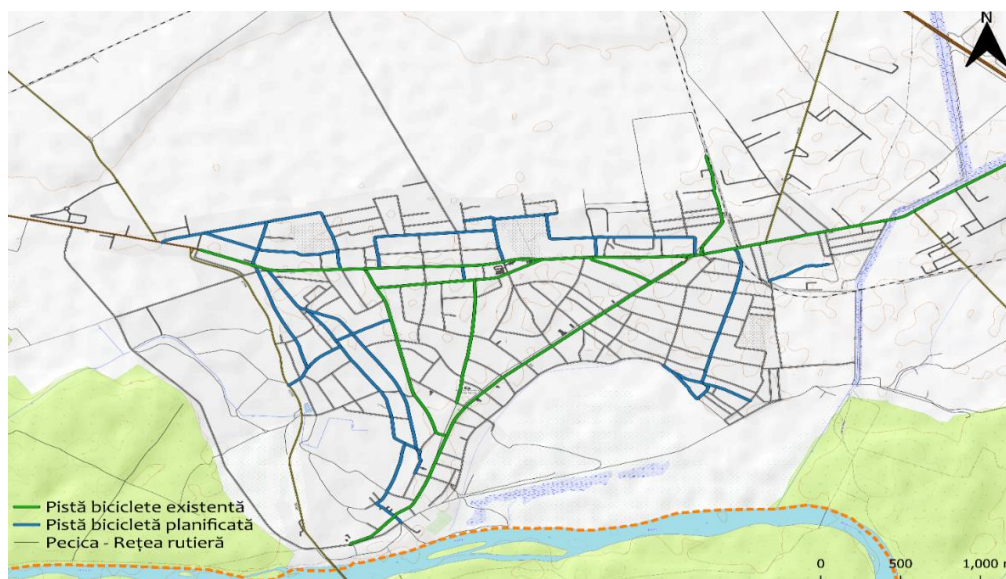 N
Pistă biciclete existentă
Pistă bicicletă planificată
Pecica - Rețea rutieră
0 500 1,000